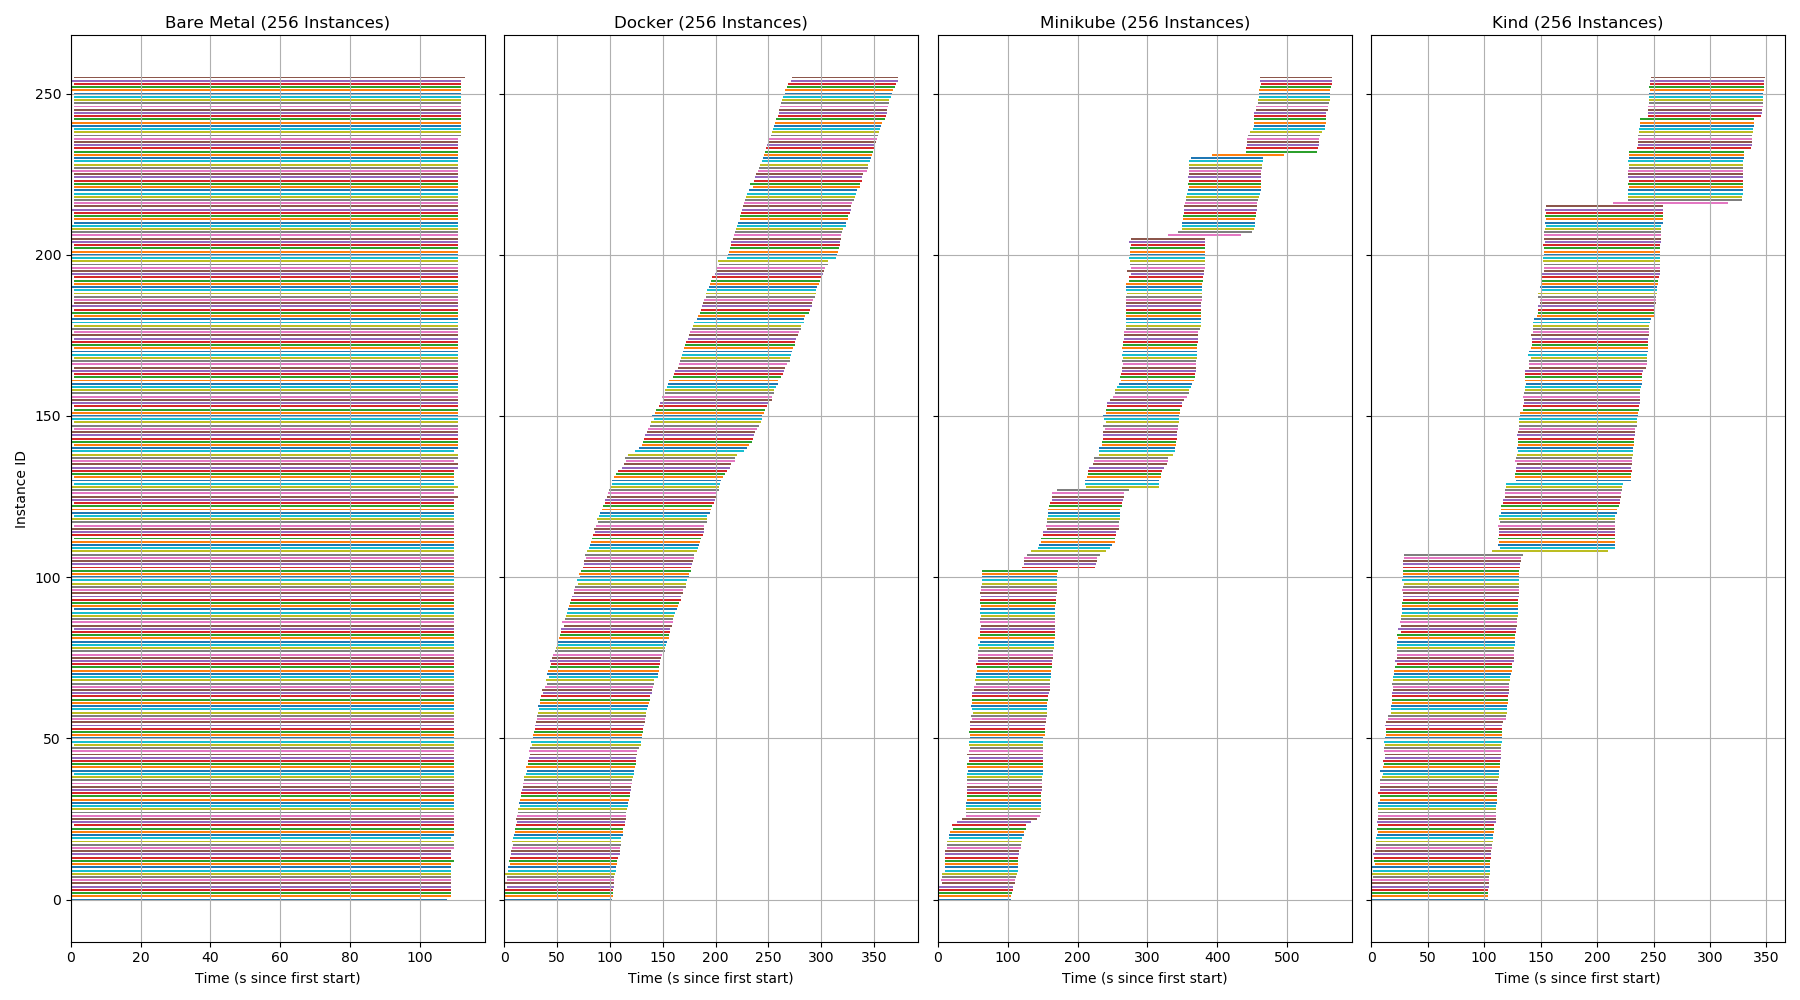 Bare Metal (256 Instances)
Docker (256 Instances)
Minikube (256 Instances)
Kind (256 Instances)
Instance ID
250
200
150
100
50
0
0 20 40 60 80 100
0 50 100 150 200 250 300 350
0 100 200 300 400 500
0 50 100 150 200 250 300 350
Time (s since first start)
Time (s since first start)
Time (s since first start)
Time (s since first start)